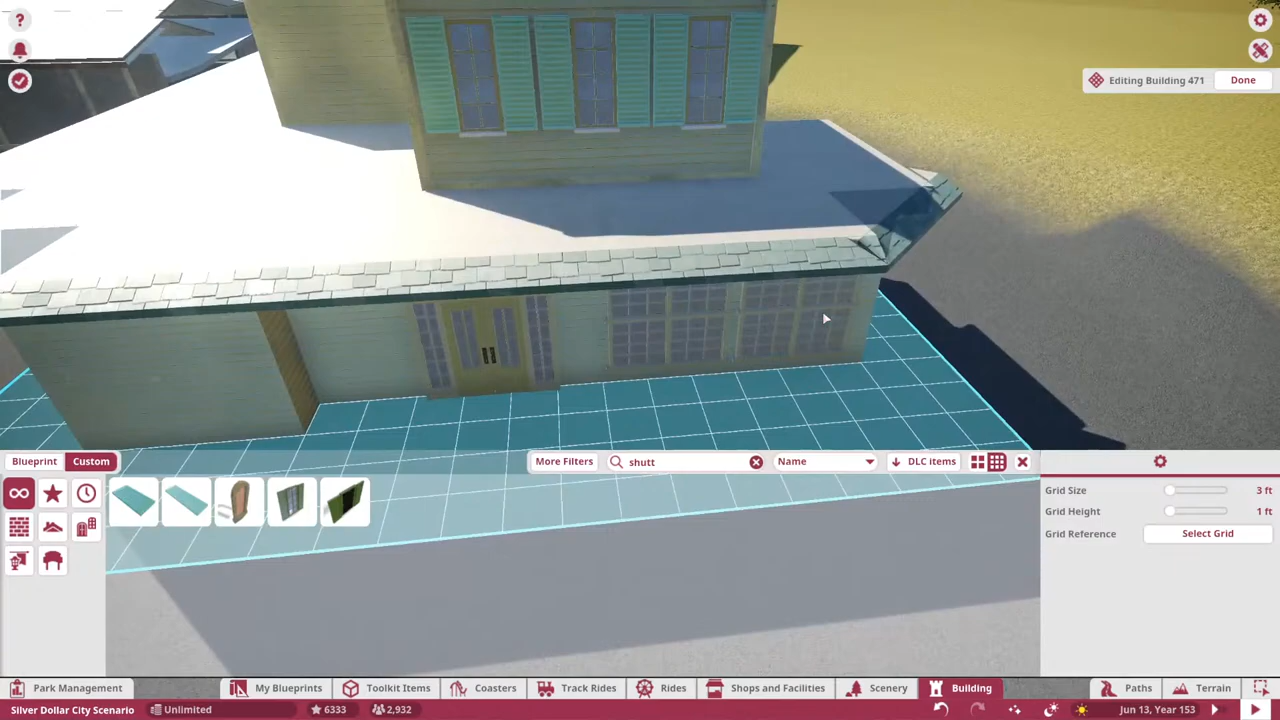 ?
Editing Building 471
Done
Blueprint
Custom
More Filters
shutt
Name
DLC items
Grid Size
3 ft
Grid Height
1 ft
Grid Reference
Select Grid
Park Management
My Blueprints
Toolkit Items
Coasters
Track Rides
Rides
Shops and Facilities
Scenery
Building
Paths
Terrain
Silver Dollar City Scenario
Unlimited
6333
2,932
Jun 13, Year 153